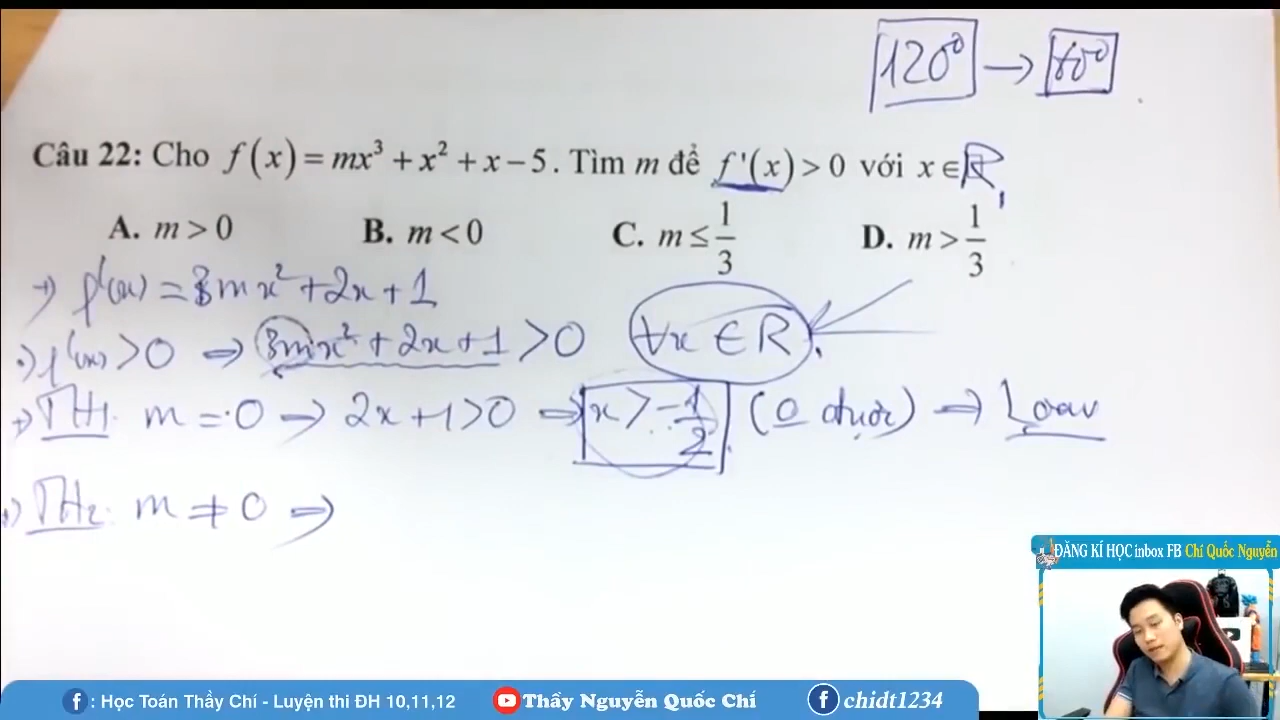 120° → 60°
Câu 22: Cho f(x) = mx³ + x² + x − 5. Tìm m để f'(x) > 0 với x ∈ R
A. m > 0 B. m < 0 C. m ≤ 1/3 D. m > 1/3
→ f'(x) = 3mx² + 2x + 1
f'(x) > 0 ⇒ 3mx² + 2x + 1 > 0 ∀x ∈ R.
TH1. m = 0 → 2x + 1 > 0 ⇒ x > -1/2 (0 được) ⇒ Loại
TH2. m ≠ 0 ⇒
ĐĂNG KÍ HỌC inbox FB Chí Quốc Nguyễn
f : Học Toán Thầy Chí - Luyện thi ĐH 10,11,12 Thầy Nguyễn Quốc Chí f chidt1234